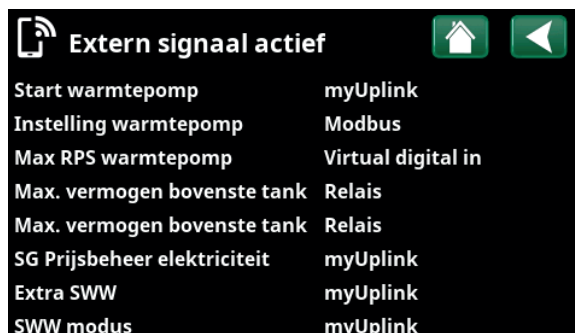 Extern signaal actief
Start warmtepomp myUplink
Instelling warmtepomp Modbus
Max RPS warmtepomp Virtual digital in
Max. vermogen bovenste tank Relais
Max. vermogen bovenste tank Relais
SG Prijsbeheer elektriciteit myUplink
Extra SWW myUplink
SWW modus myUplink